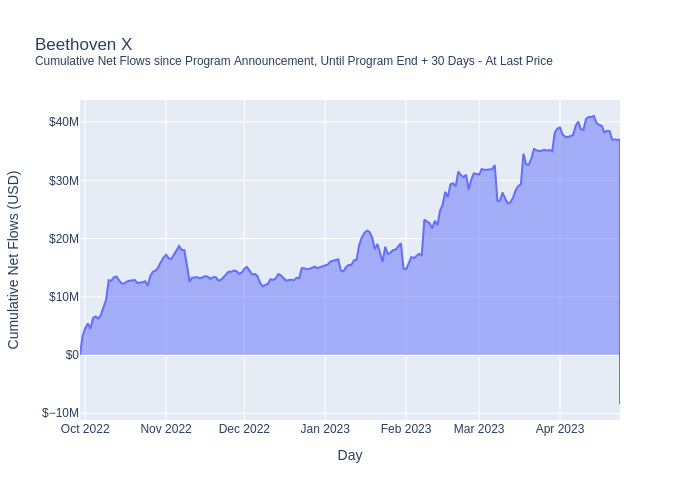 Beethoven X
Cumulative Net Flows since Program Announcement, Until Program End + 30 Days - At Last Price
Cumulative Net Flows (USD)
$40M
$30M
$20M
$10M
$0
$−10M
Oct 2022 Nov 2022 Dec 2022 Jan 2023 Feb 2023 Mar 2023 Apr 2023
Day